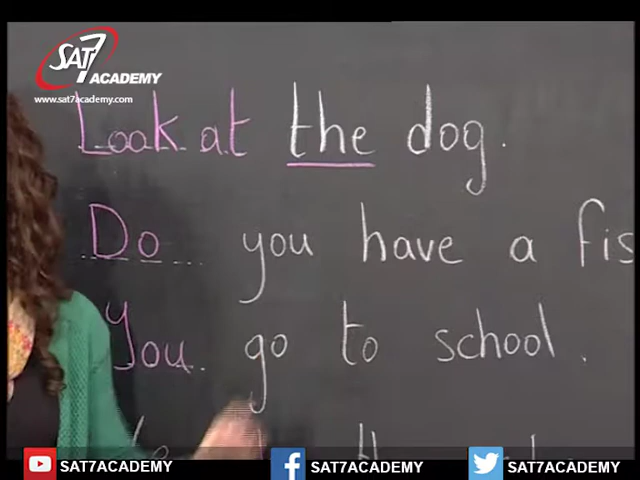 SAT7
ACADEMY
www.sat7academy.com
Look at the dog.
Do you have a fis
You go to school.
SAT7ACADEMY SAT7ACADEMY SAT7ACADEMY